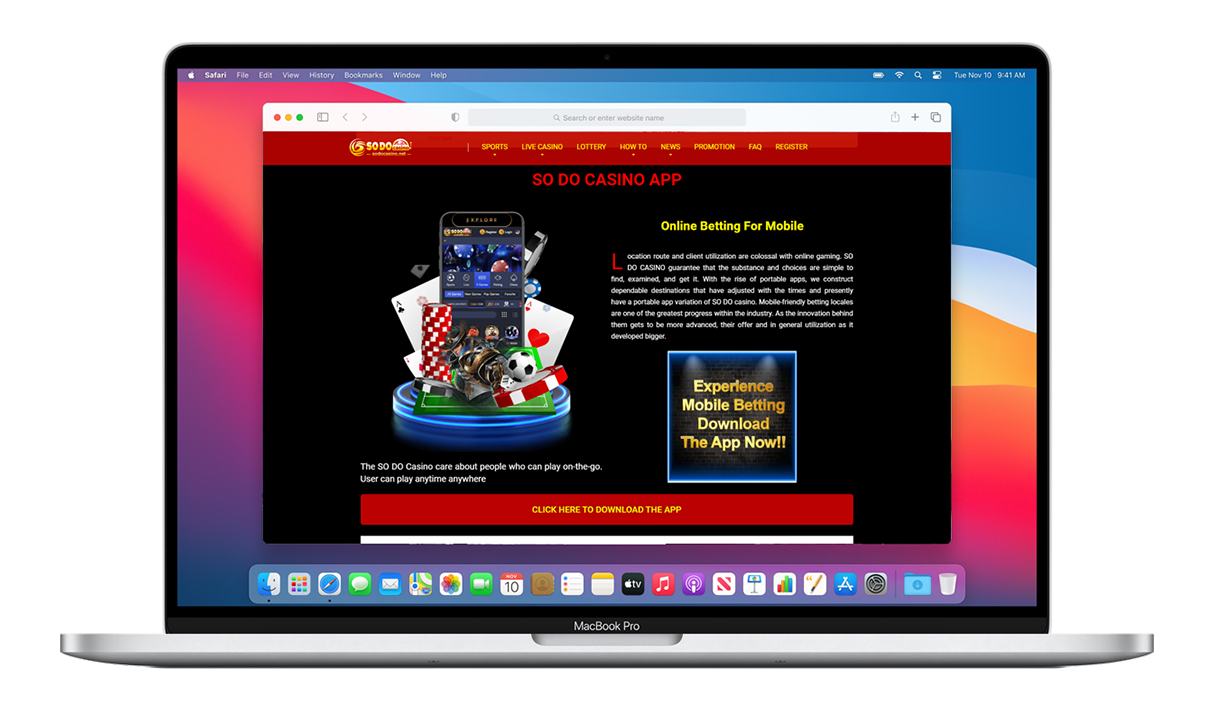 Safari File Edit View History Bookmarks Window Help
Tue Nov 10 9:41 AM
Search or enter website name
SODO CASINO
sodocasino.net
SPORTS LIVE CASINO LOTTERY HOW TO NEWS PROMOTION FAQ REGISTER
SO DO CASINO APP
EXPLORE
Register Login
Online Betting For Mobile
Location route and client utilization are colossal with online gaming. SO
DO CASINO guarantee that the substance and choices are simple to
find, examined, and get it. With the rise of portable apps, we construct
dependable destinations that have adjusted with the times and presently
have a portable app variation of SO DO casino. Mobile-friendly betting locales
are one of the greatest progress within the industry. As the innovation behind
them gets to be more advanced, their offer and in general utilization as it
developed bigger.
Experience
Mobile Betting
Download
The App Now!!
The SO DO Casino care about people who can play on-the-go.
User can play anytime anywhere
CLICK HERE TO DOWNLOAD THE APP
NOV
10
tv
MacBook Pro